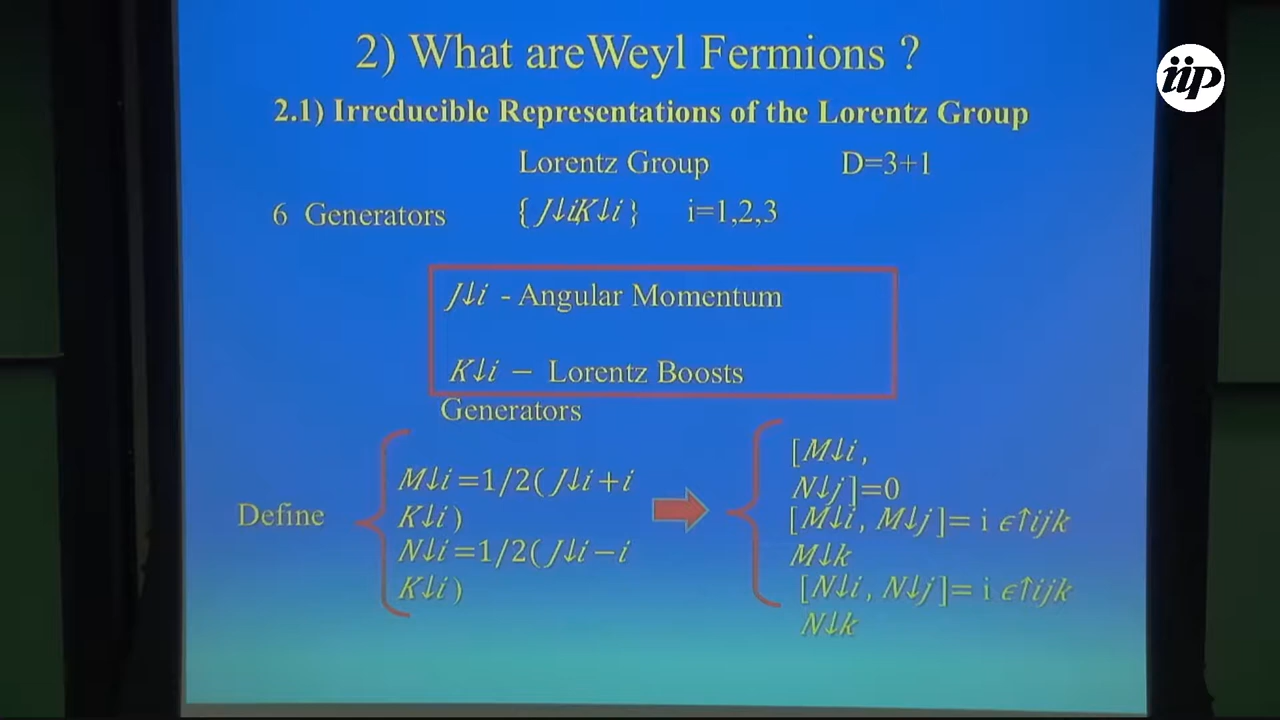 2) What areWeyl Fermions ?
iip
2.1) Irreducible Representations of the Lorentz Group
Lorentz Group D=3+1
6 Generators { J↓i,K↓i } i=1,2,3
J↓i - Angular Momentum
K↓i − Lorentz Boosts
Generators
Define
M↓i =1/2( J↓i +i
K↓i )
N↓i =1/2( J↓i −i
K↓i )
[M↓i ,
N↓j ]=0
[M↓i , M↓j ]= i ϵ↑ijk
M↓k
[N↓i , N↓j ]= i ϵ↑ijk
N↓k